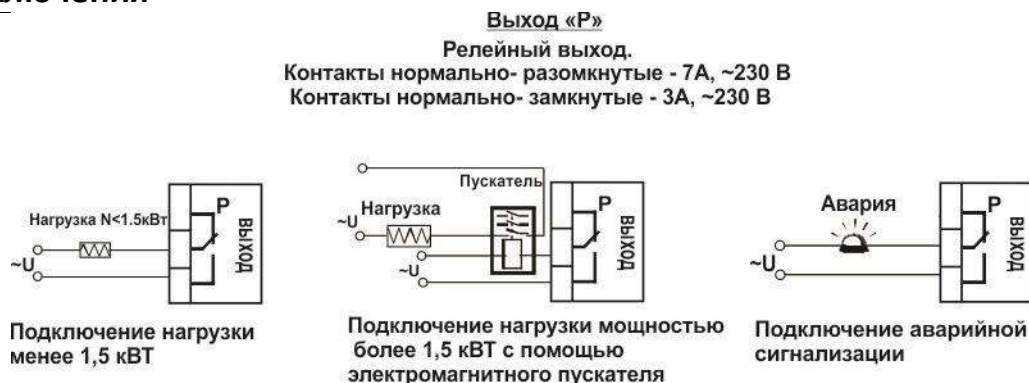 Выход «Р»
Релейный выход.
Контакты нормально- разомкнутые - 7А, ~230 В
Контакты нормально- замкнутые - 3А, ~230 В
Нагрузка N<1.5кВт
~U
Р
ВЫХОД
Подключение нагрузки
менее 1,5 кВТ
Пускатель
Нагрузка
~U
~U
Р
ВЫХОД
Подключение нагрузки мощностью
более 1,5 кВТ с помощью
электромагнитного пускателя
Авария
~U
Р
ВЫХОД
Подключение аварийной
сигнализации